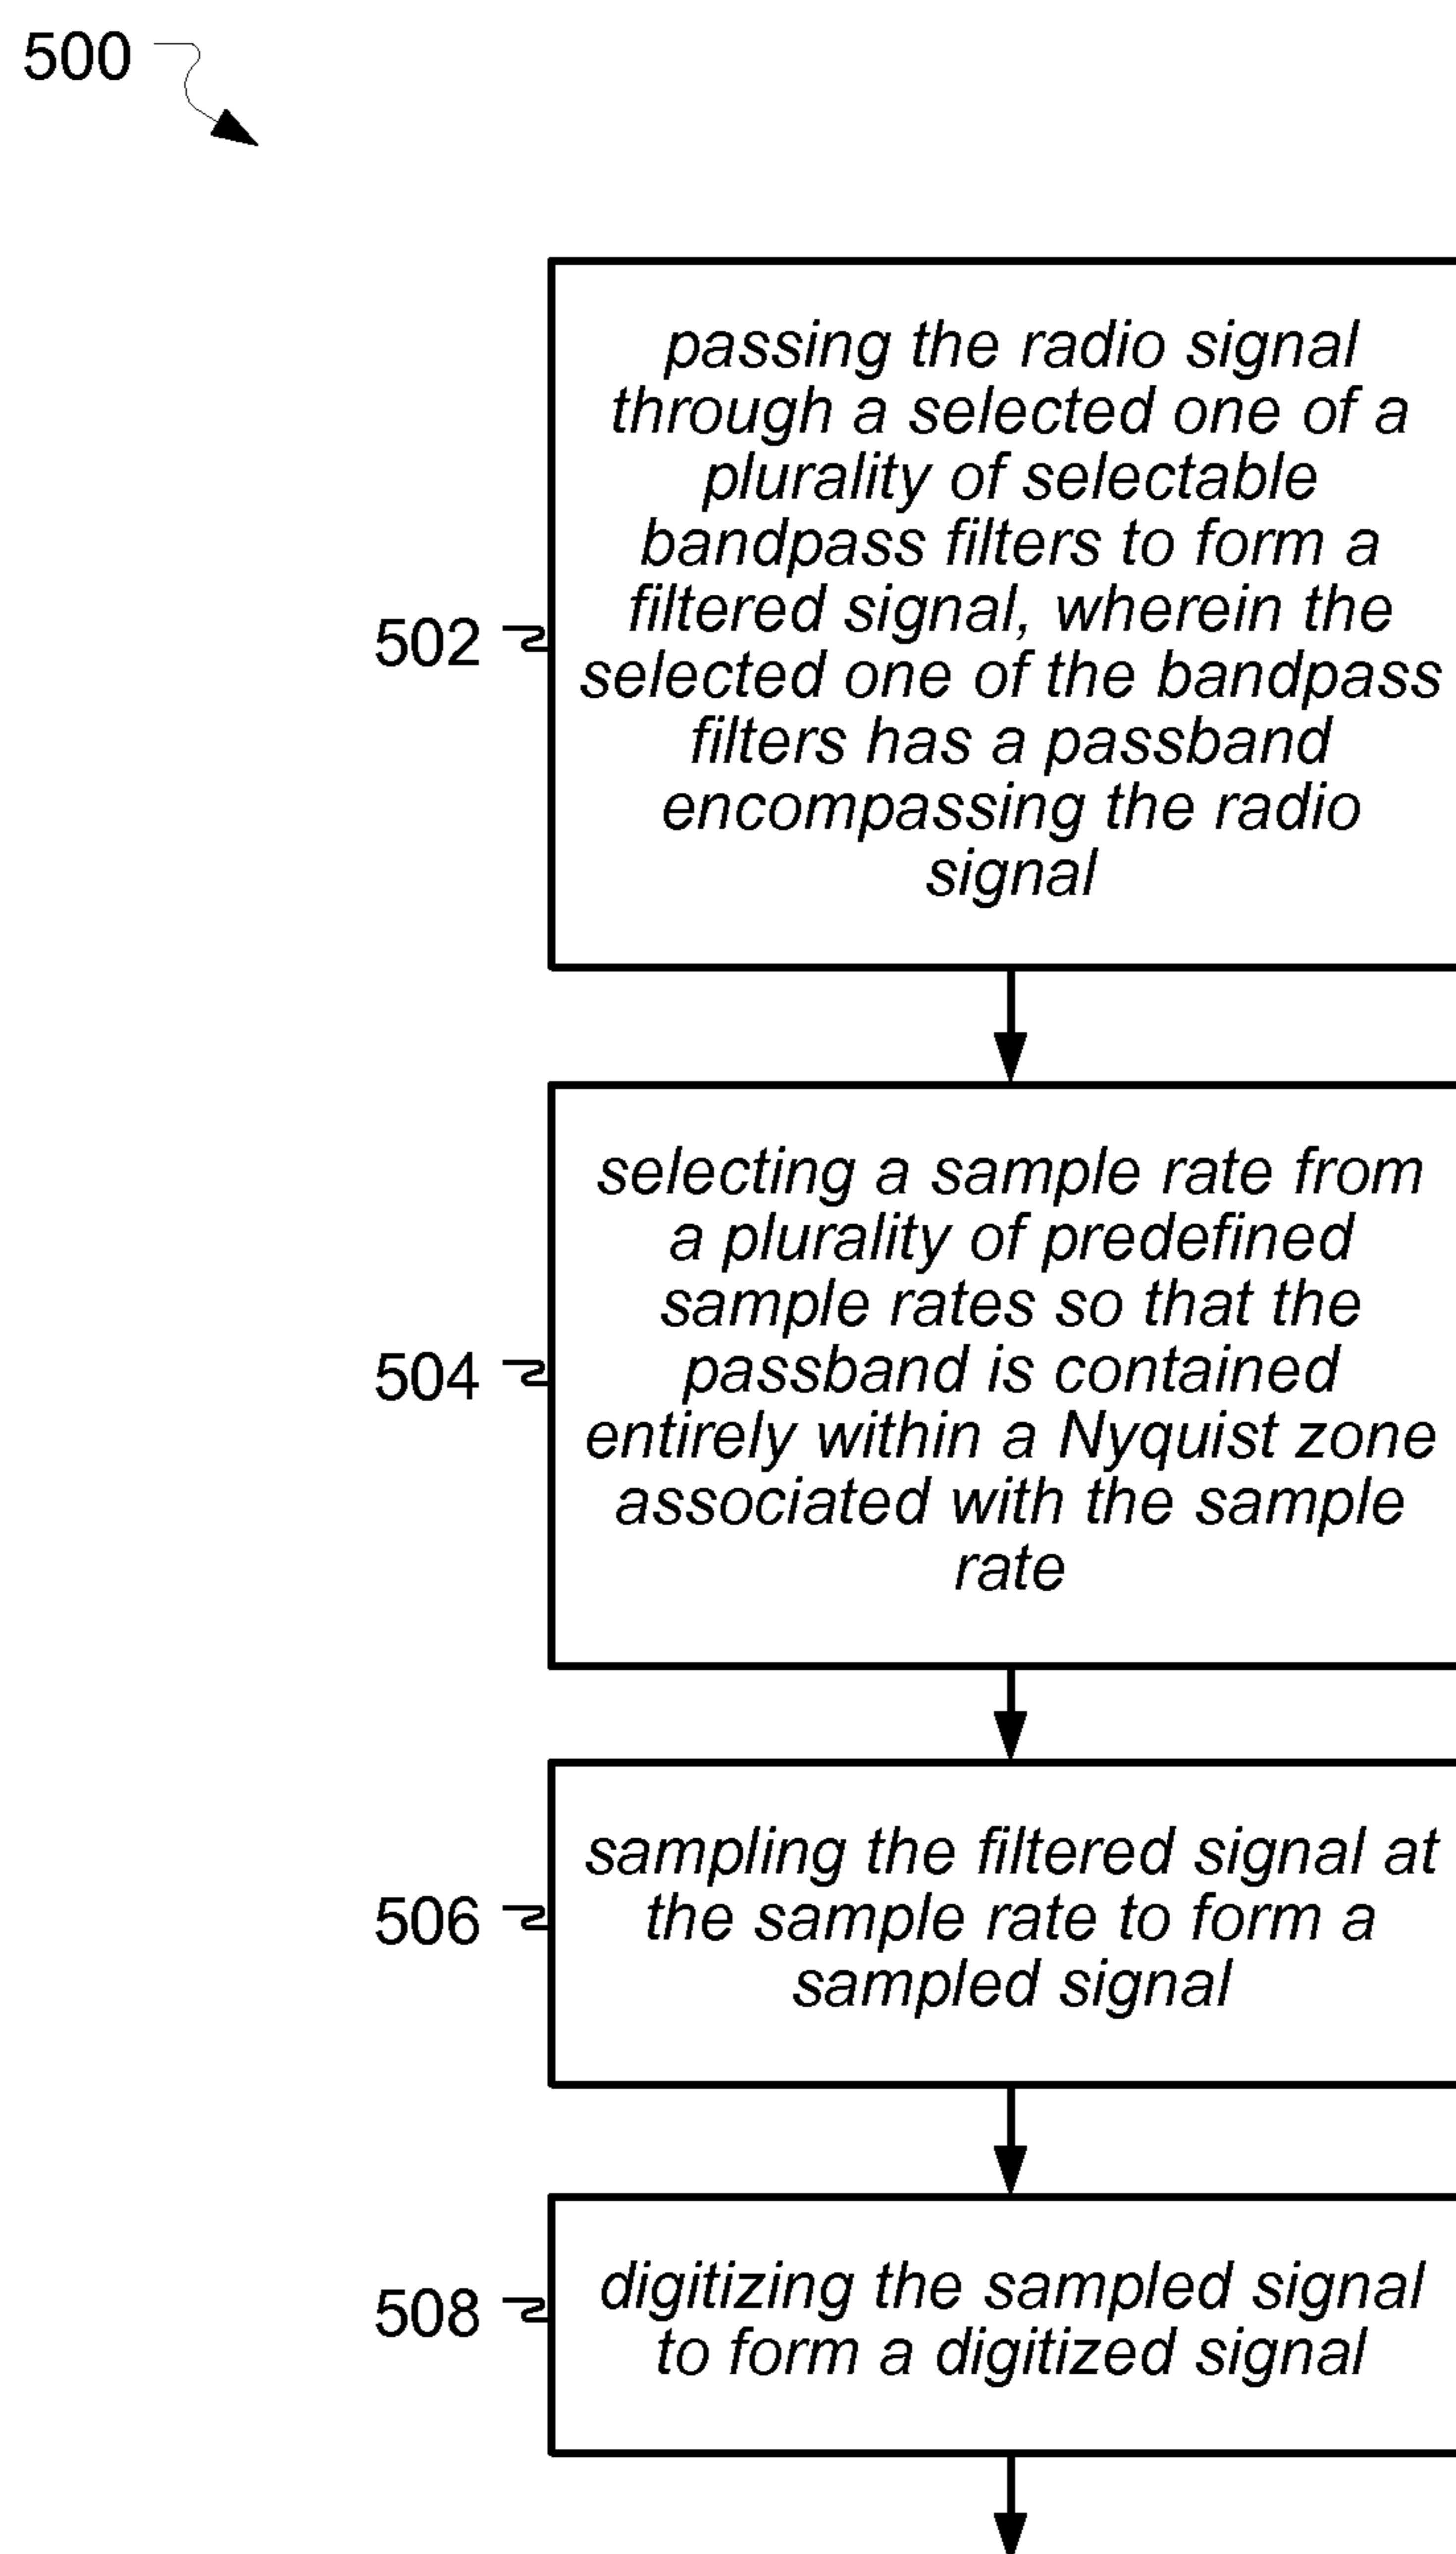 500
passing the radio signal
through a selected one of a
plurality of selectable
bandpass filters to form a
filtered signal, wherein the
502
selected one of the bandpass
filters has a passband
encompassing the radio
signal
selecting a sample rate from
a plurality of predefined
sample rates so that the
504
passband is contained
entirely within a Nyquist zone
associated with the sample
rate
sampling the filtered signal at
506
the sample rate to form a
sampled signal
508
digitizing the sampled signal
to form a digitized signal